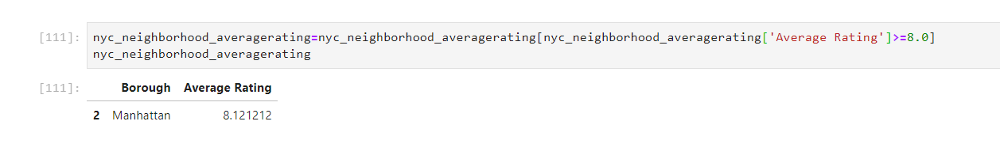 [111]: nyc_neighborhood_averagerating=nyc_neighborhood_averagerating[nyc_neighborhood_averagerating['Average Rating']>=8.0]
nyc_neighborhood_averagerating
[111]: Borough Average Rating
2 Manhattan 8.121212